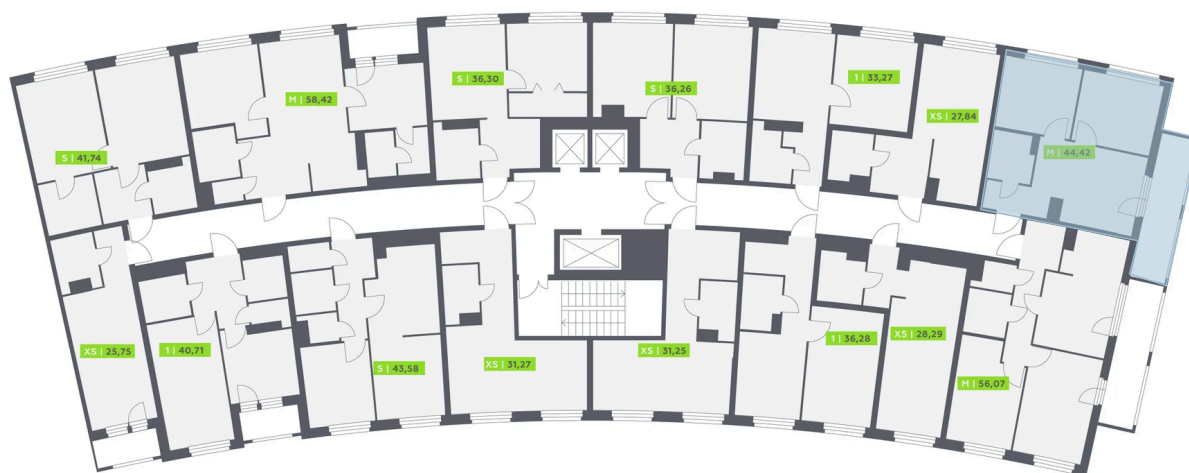 S | 41,74
M | 58,42
S | 36,30
S | 36,26
1 | 33,27
XS | 27,84
M | 44,42
XS | 25,75
1 | 40,71
S | 43,58
XS | 31,27
XS | 31,25
1 | 36,28
XS | 28,29
M | 56,07